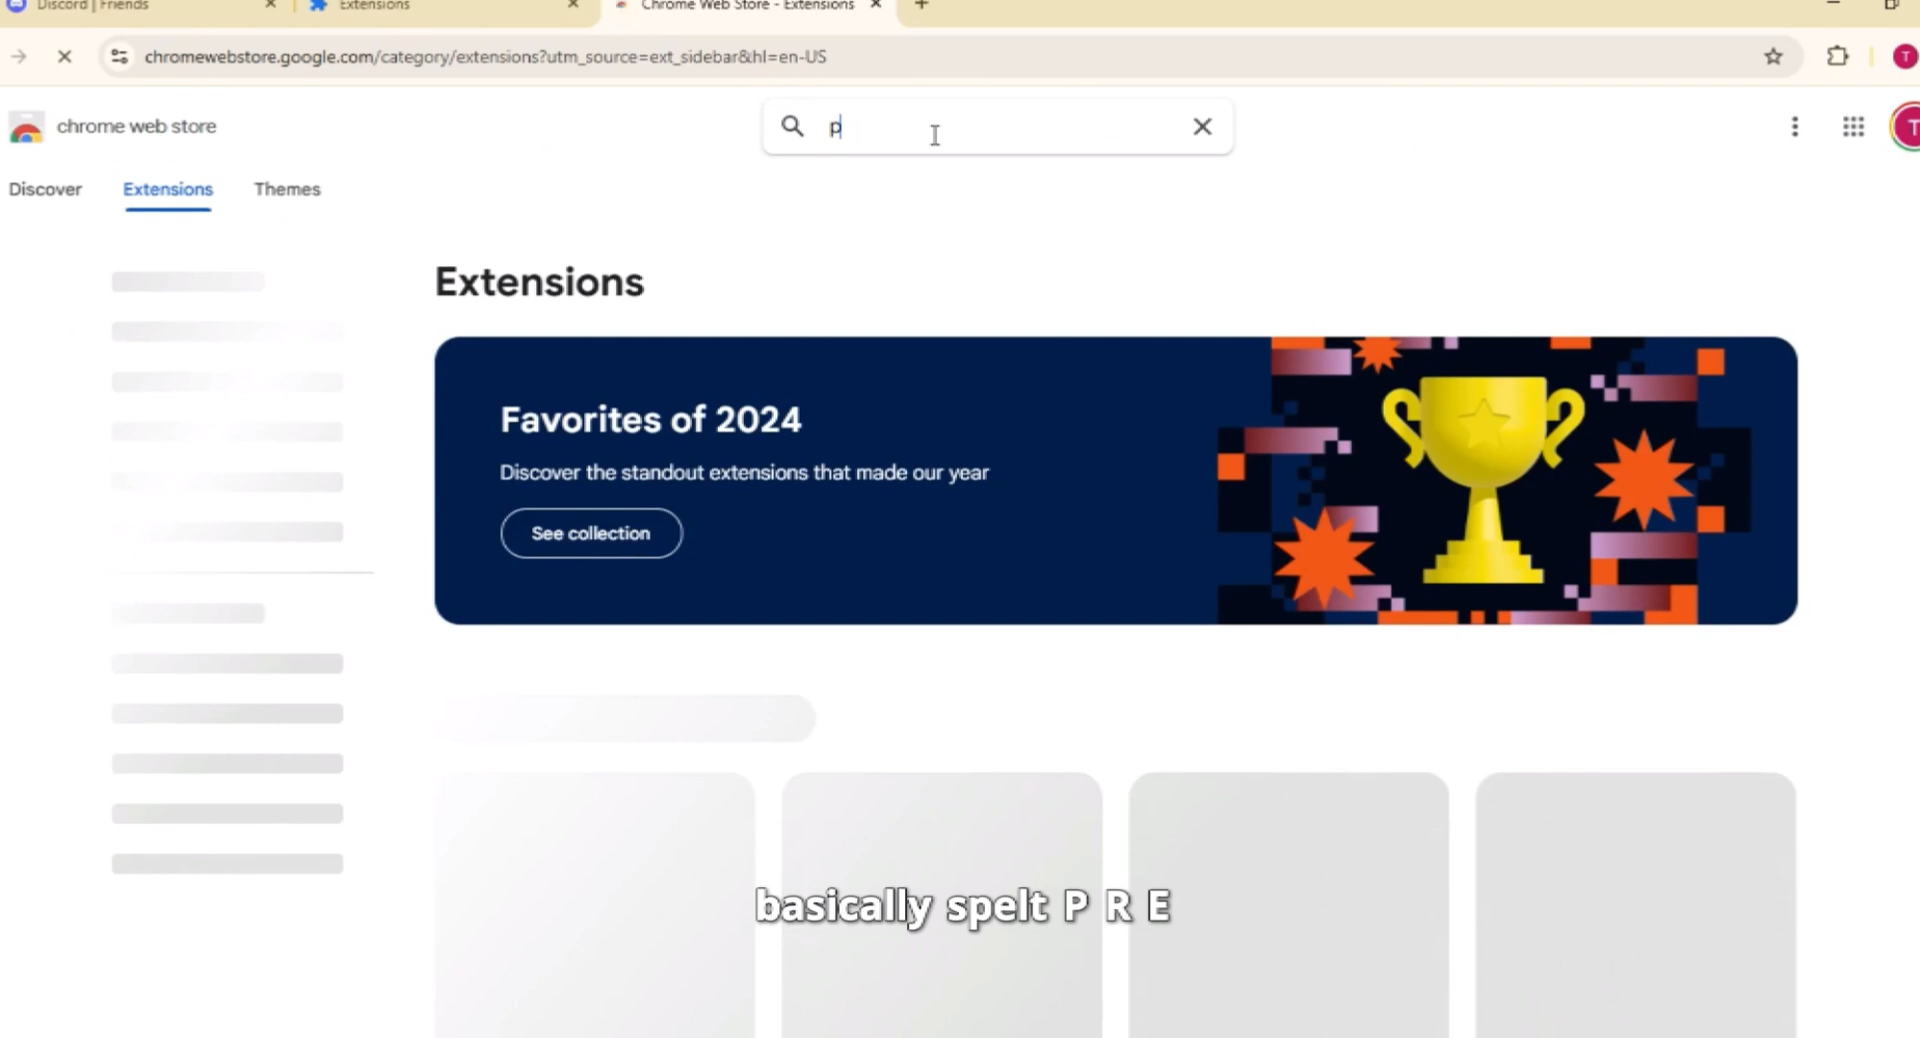 Discord | Friends
Extensions
Chrome Web Store - Extensions
chromewebstore.google.com/category/extensions?utm_source=ext_sidebar&hl=en-US
T
chrome web store
p
T
Discover
Extensions
Themes
Extensions
Favorites of 2024
Discover the standout extensions that made our year
See collection
basically spelt P R E